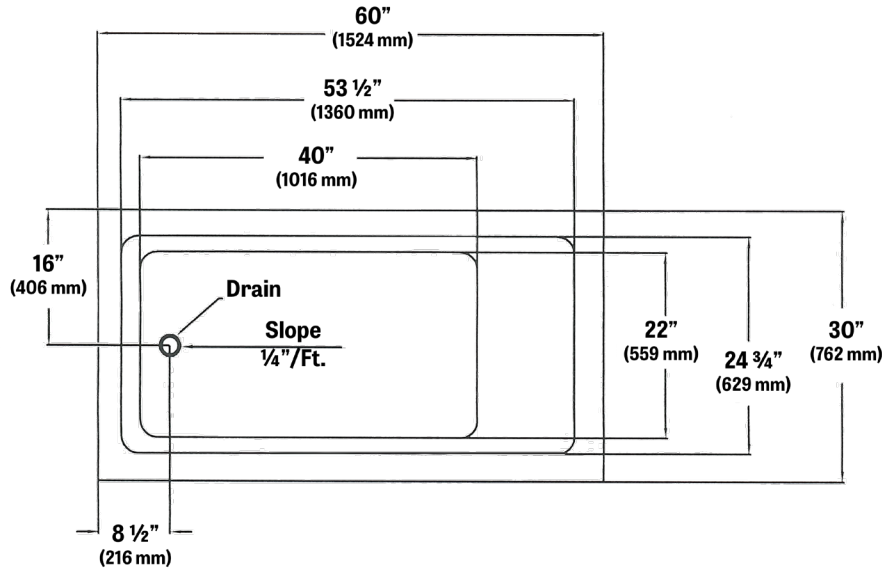 60”
(1524 mm)
53 ½”
(1360 mm)
40”
(1016 mm)
16”
(406 mm)
Drain
Slope
¼”/Ft.
22”
(559 mm)
24 ¾”
(629 mm)
30”
(762 mm)
8 ½”
(216 mm)